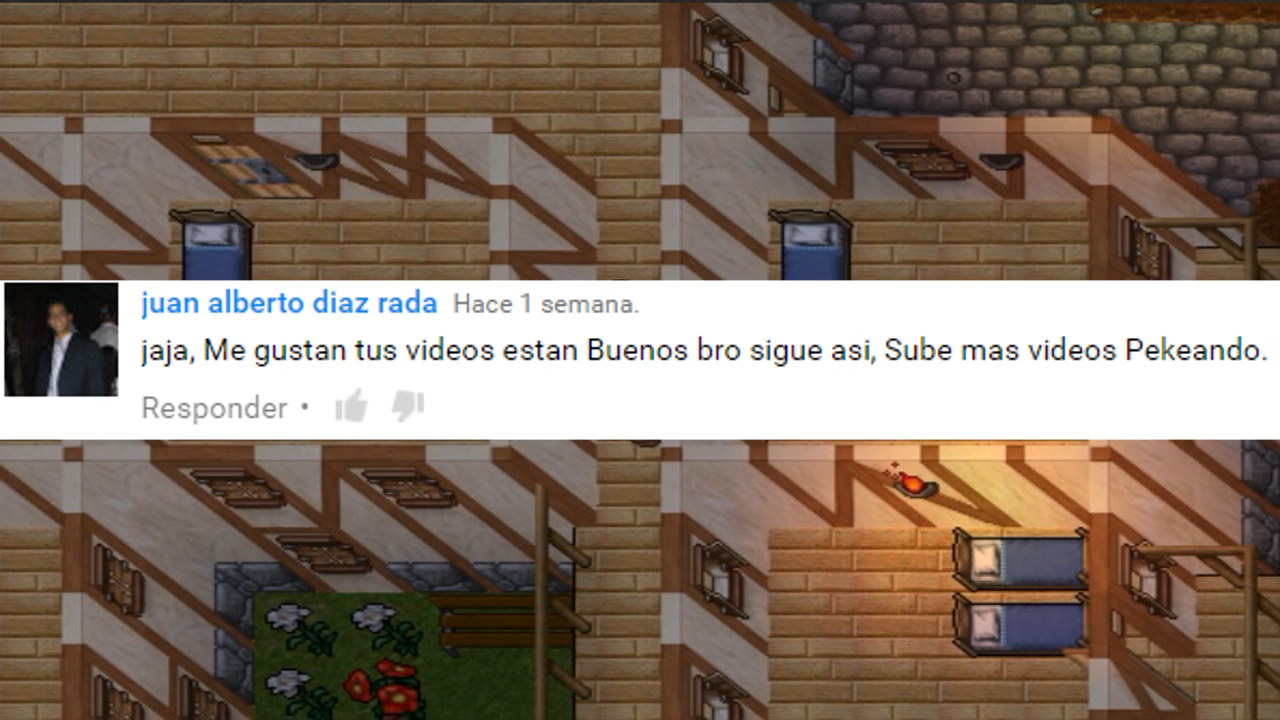 juan alberto diaz rada Hace 1 semana.
jaja, Me gustan tus videos estan Buenos bro sigue asi, Sube mas videos Pekeando.
Responder •